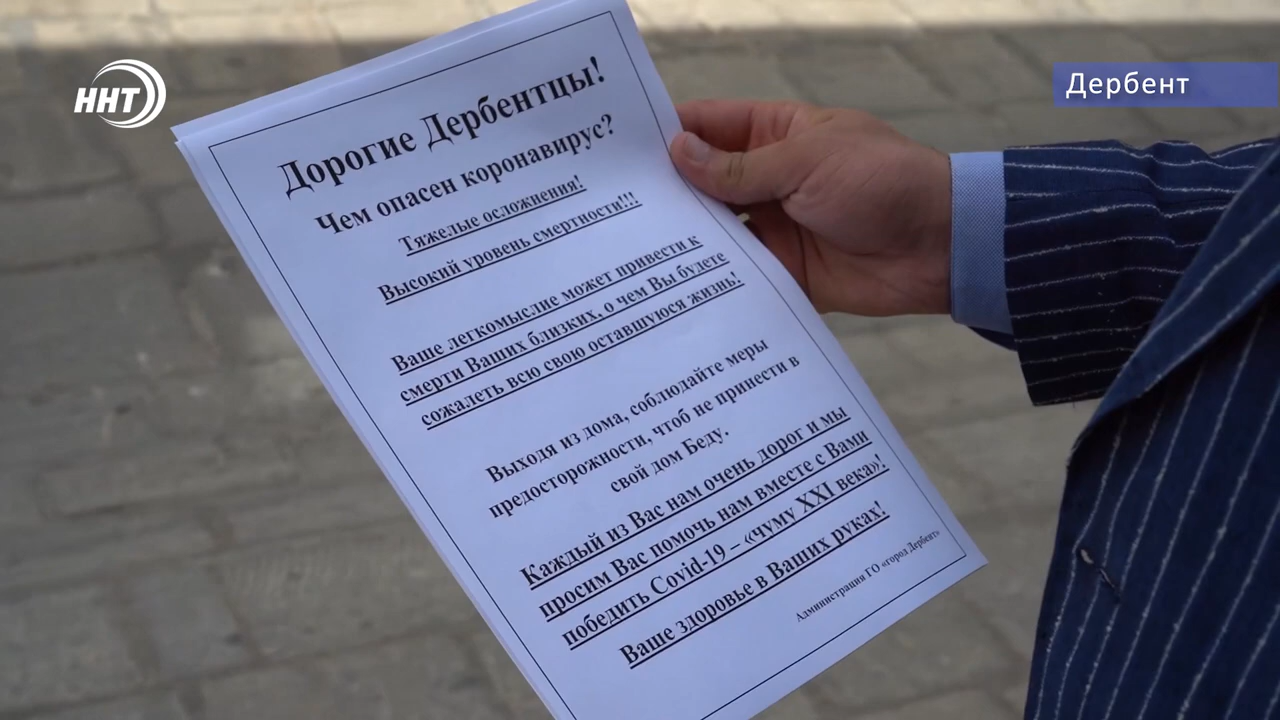 ННТ
Дербент
Дорогие Дербентцы!
Чем опасен коронавирус?
Тяжелые осложнения!
Высокий уровень смертности!!!
Ваше легкомыслие может привести к
смерти Ваших близких, о чем Вы будете
сожалеть всю свою оставшуюся жизнь!
Выходя из дома, соблюдайте меры
предосторожности, чтоб не принести в
свой дом Беду.
Каждый из Вас нам очень дорог и мы
просим Вас помочь нам вместе с Вами
победить Covid-19 – «чуму XXI века»!
Ваше здоровье в Ваших руках!
Администрация ГО «город Дербент»